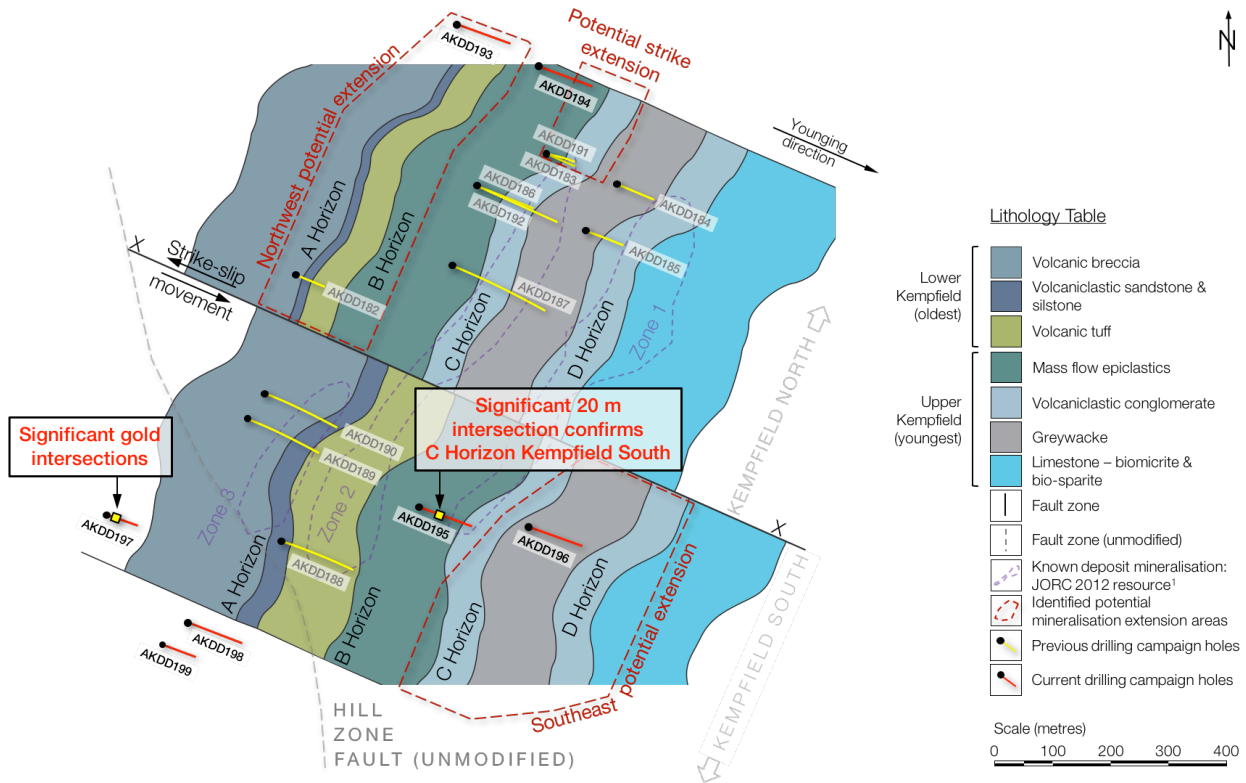 AKDD193
Potential strike
extension
N
AKDD194
Northwest potential extension
Younging
direction
AKDD191
AKDD183
AKDD186
AKDD192
AKDD184
AKDD185
A Horizon
B Horizon
X
Strike-slip
movement
AKDD182
AKDD187
C Horizon
D Horizon
Zone 1
KEMPFIELD NORTH
Significant gold
intersections
Significant 20 m
intersection confirms
C Horizon Kempfield South
AKDD190
AKDD189
Zone 3
Zone 2
AKDD197
AKDD195
AKDD196
X
AKDD188
A Horizon
B Horizon
C Horizon
D Horizon
AKDD198
AKDD199
Southeast potential extension
KEMPFIELD SOUTH
HILL
ZONE
FAULT (UNMODIFIED)
Lithology Table
Lower
Kempfield
(oldest)
Volcanic breccia
Volcaniclastic sandstone &
silstone
Volcanic tuff
Upper
Kempfield
(youngest)
Mass flow epiclastics
Volcaniclastic conglomerate
Greywacke
Limestone – biomicrite &
bio-sparite
Fault zone
Fault zone (unmodified)
Known deposit mineralisation:
JORC 2012 resource¹
Identified potential
mineralisation extension areas
Previous drilling campaign holes
Current drilling campaign holes
Scale (metres)
0 100 200 300 400